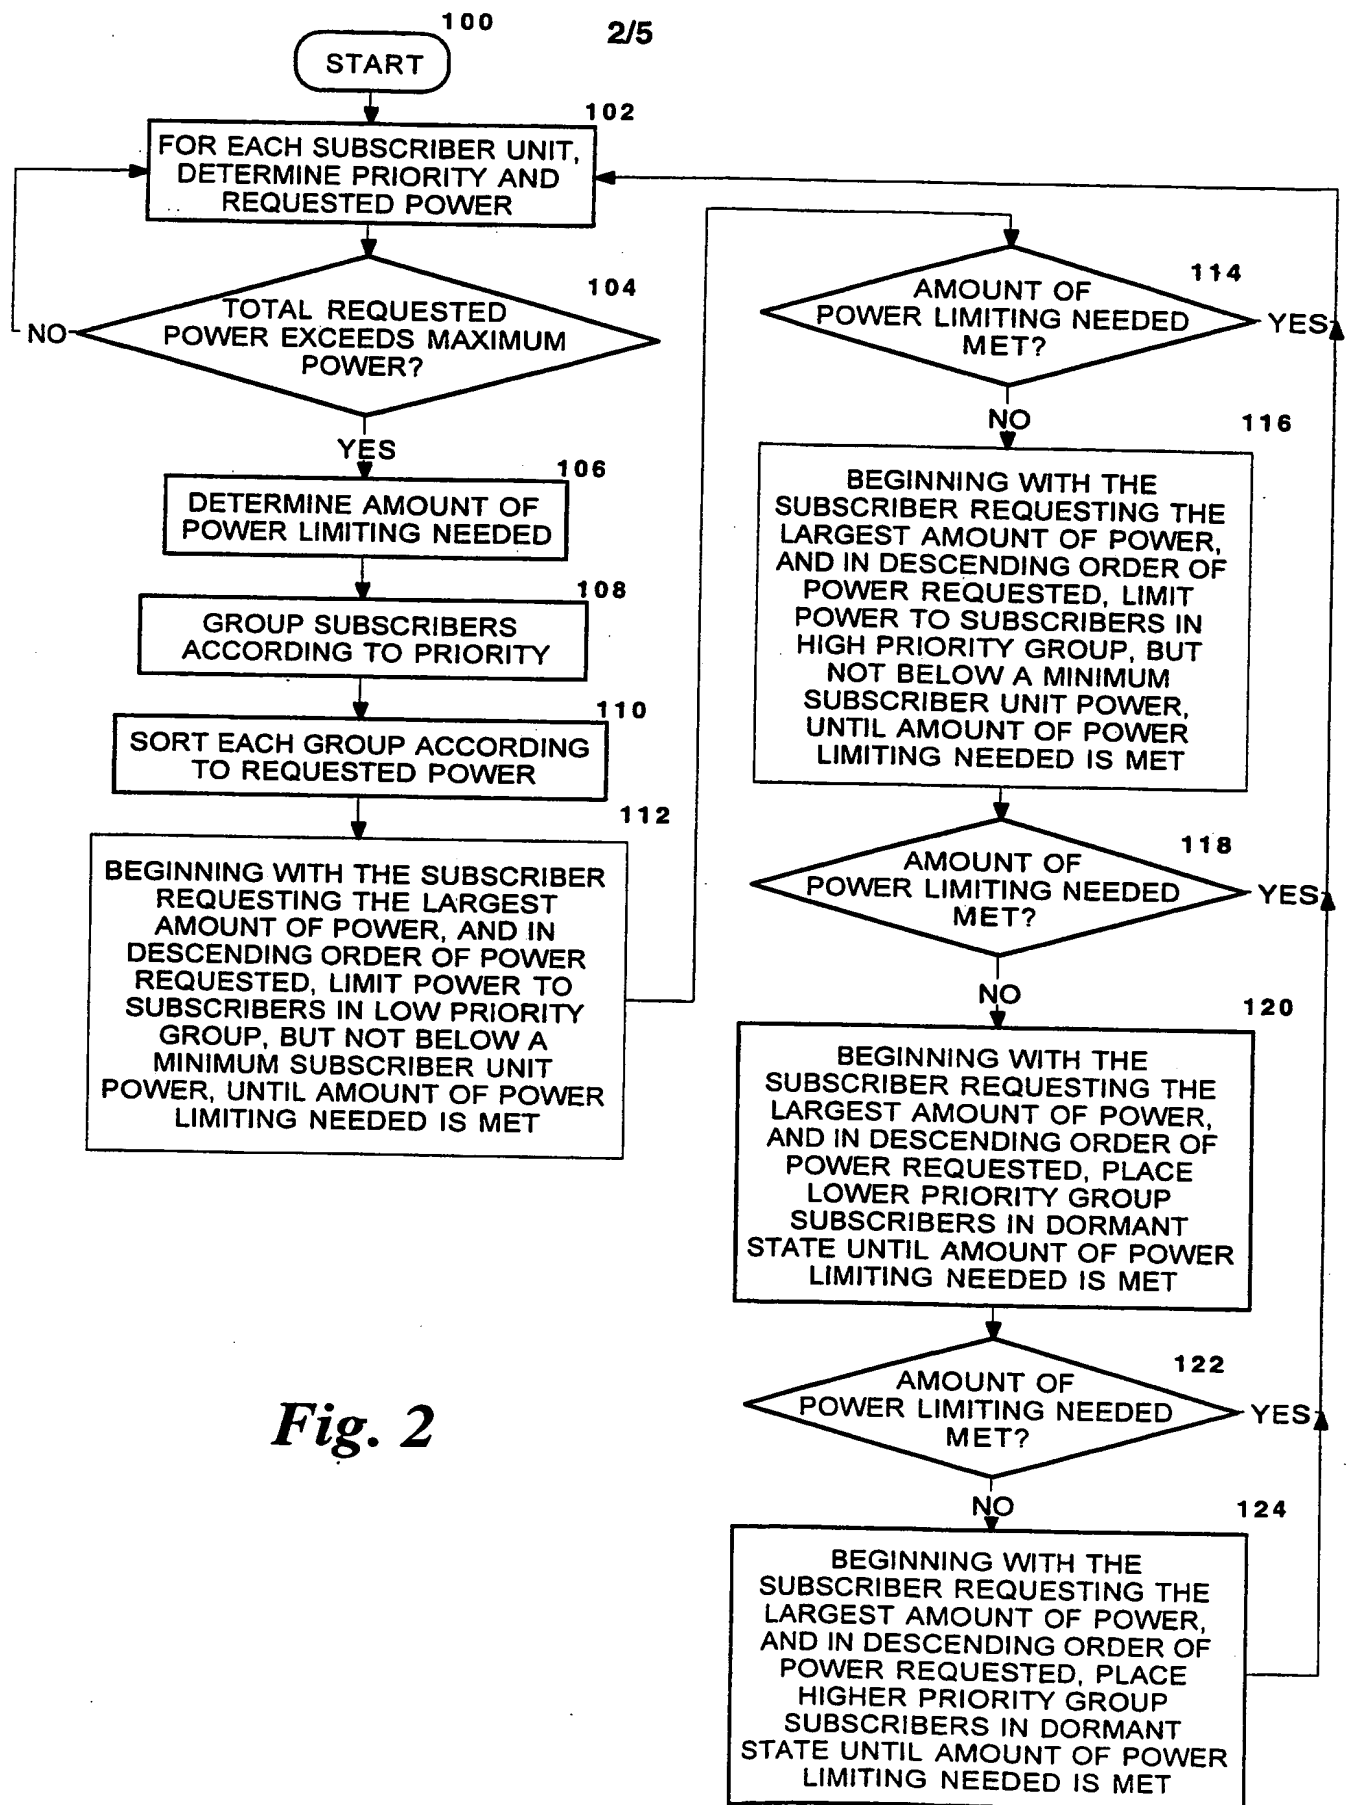 100
2/5
START
102
FOR EACH SUBSCRIBER UNIT,
DETERMINE PRIORITY AND
REQUESTED POWER
104
TOTAL REQUESTED
POWER EXCEEDS MAXIMUM
POWER?
NO
YES
106
DETERMINE AMOUNT OF
POWER LIMITING NEEDED
108
GROUP SUBSCRIBERS
ACCORDING TO PRIORITY
110
SORT EACH GROUP ACCORDING
TO REQUESTED POWER
112
BEGINNING WITH THE SUBSCRIBER
REQUESTING THE LARGEST
AMOUNT OF POWER, AND IN
DESCENDING ORDER OF POWER
REQUESTED, LIMIT POWER TO
SUBSCRIBERS IN LOW PRIORITY
GROUP, BUT NOT BELOW A
MINIMUM SUBSCRIBER UNIT
POWER, UNTIL AMOUNT OF POWER
LIMITING NEEDED IS MET
114
AMOUNT OF
POWER LIMITING NEEDED
MET?
YES
NO
116
BEGINNING WITH THE
SUBSCRIBER REQUESTING THE
LARGEST AMOUNT OF POWER,
AND IN DESCENDING ORDER OF
POWER REQUESTED, LIMIT
POWER TO SUBSCRIBERS IN
HIGH PRIORITY GROUP, BUT
NOT BELOW A MINIMUM
SUBSCRIBER UNIT POWER,
UNTIL AMOUNT OF POWER
LIMITING NEEDED IS MET
118
AMOUNT OF
POWER LIMITING NEEDED
MET?
YES
NO
120
BEGINNING WITH THE
SUBSCRIBER REQUESTING THE
LARGEST AMOUNT OF POWER,
AND IN DESCENDING ORDER OF
POWER REQUESTED, PLACE
LOWER PRIORITY GROUP
SUBSCRIBERS IN DORMANT
STATE UNTIL AMOUNT OF POWER
LIMITING NEEDED IS MET
122
AMOUNT OF
POWER LIMITING NEEDED
MET?
YES
NO
124
BEGINNING WITH THE
SUBSCRIBER REQUESTING THE
LARGEST AMOUNT OF POWER,
AND IN DESCENDING ORDER OF
POWER REQUESTED, PLACE
HIGHER PRIORITY GROUP
SUBSCRIBERS IN DORMANT
STATE UNTIL AMOUNT OF POWER
LIMITING NEEDED IS MET
Fig. 2